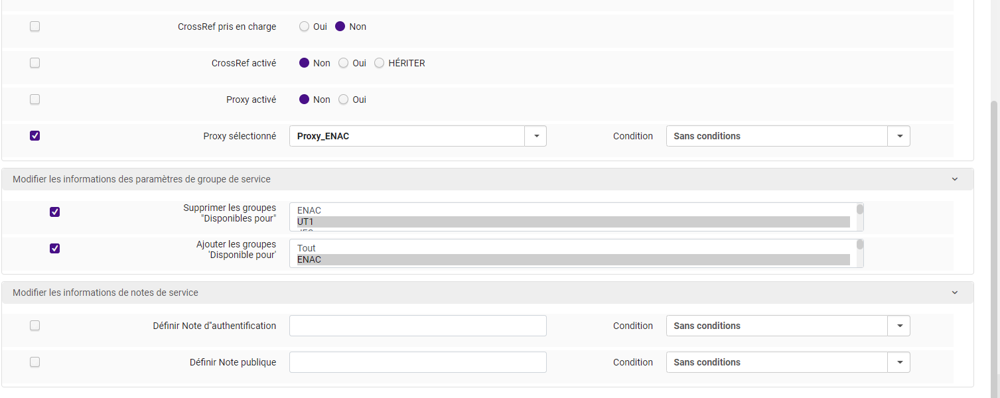 CrossRef pris en charge Oui Non
CrossRef activé Non Oui HÉRITER
Proxy activé Non Oui
Proxy sélectionné Proxy_ENAC Condition Sans conditions
Modifier les informations des paramètres de groupe de service
Supprimer les groupes
"Disponibles pour"
ENAC
UT1
Ajouter les groupes
'Disponible pour'
Tout
ENAC
Modifier les informations de notes de service
Définir Note d"authentification Condition Sans conditions
Définir Note publique Condition Sans conditions